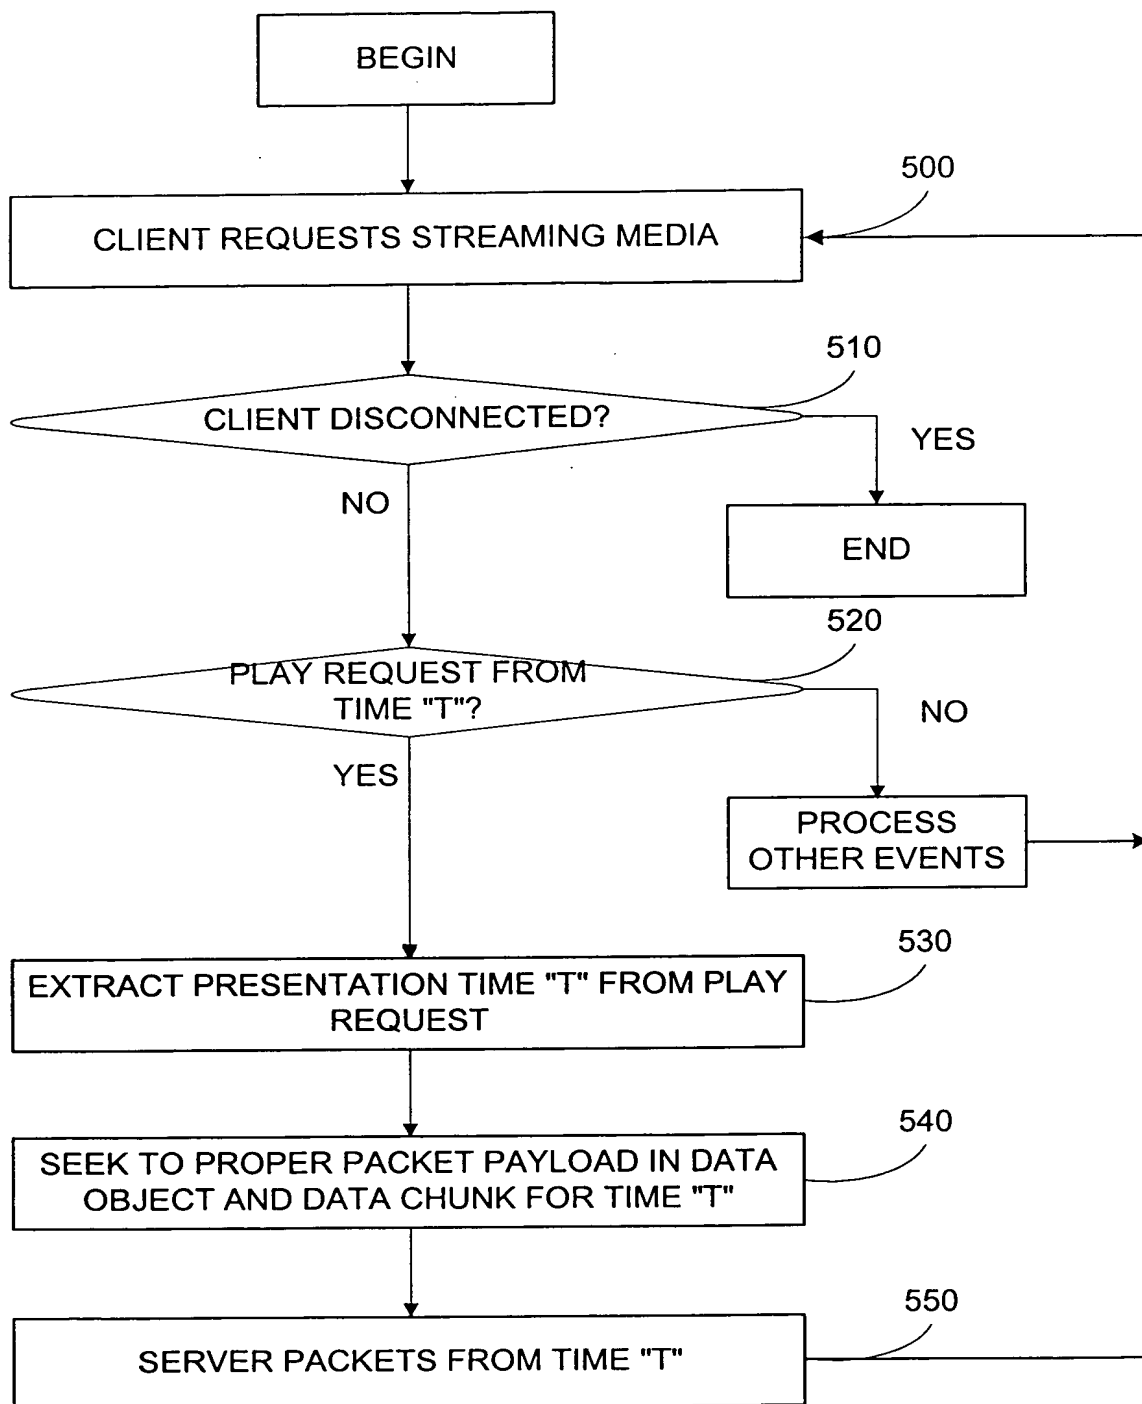 BEGIN
500
CLIENT REQUESTS STREAMING MEDIA
510
CLIENT DISCONNECTED?
YES
NO
END
520
PLAY REQUEST FROM
TIME "T"?
NO
YES
PROCESS
OTHER EVENTS
530
EXTRACT PRESENTATION TIME "T" FROM PLAY
REQUEST
540
SEEK TO PROPER PACKET PAYLOAD IN DATA
OBJECT AND DATA CHUNK FOR TIME "T"
550
SERVER PACKETS FROM TIME "T"